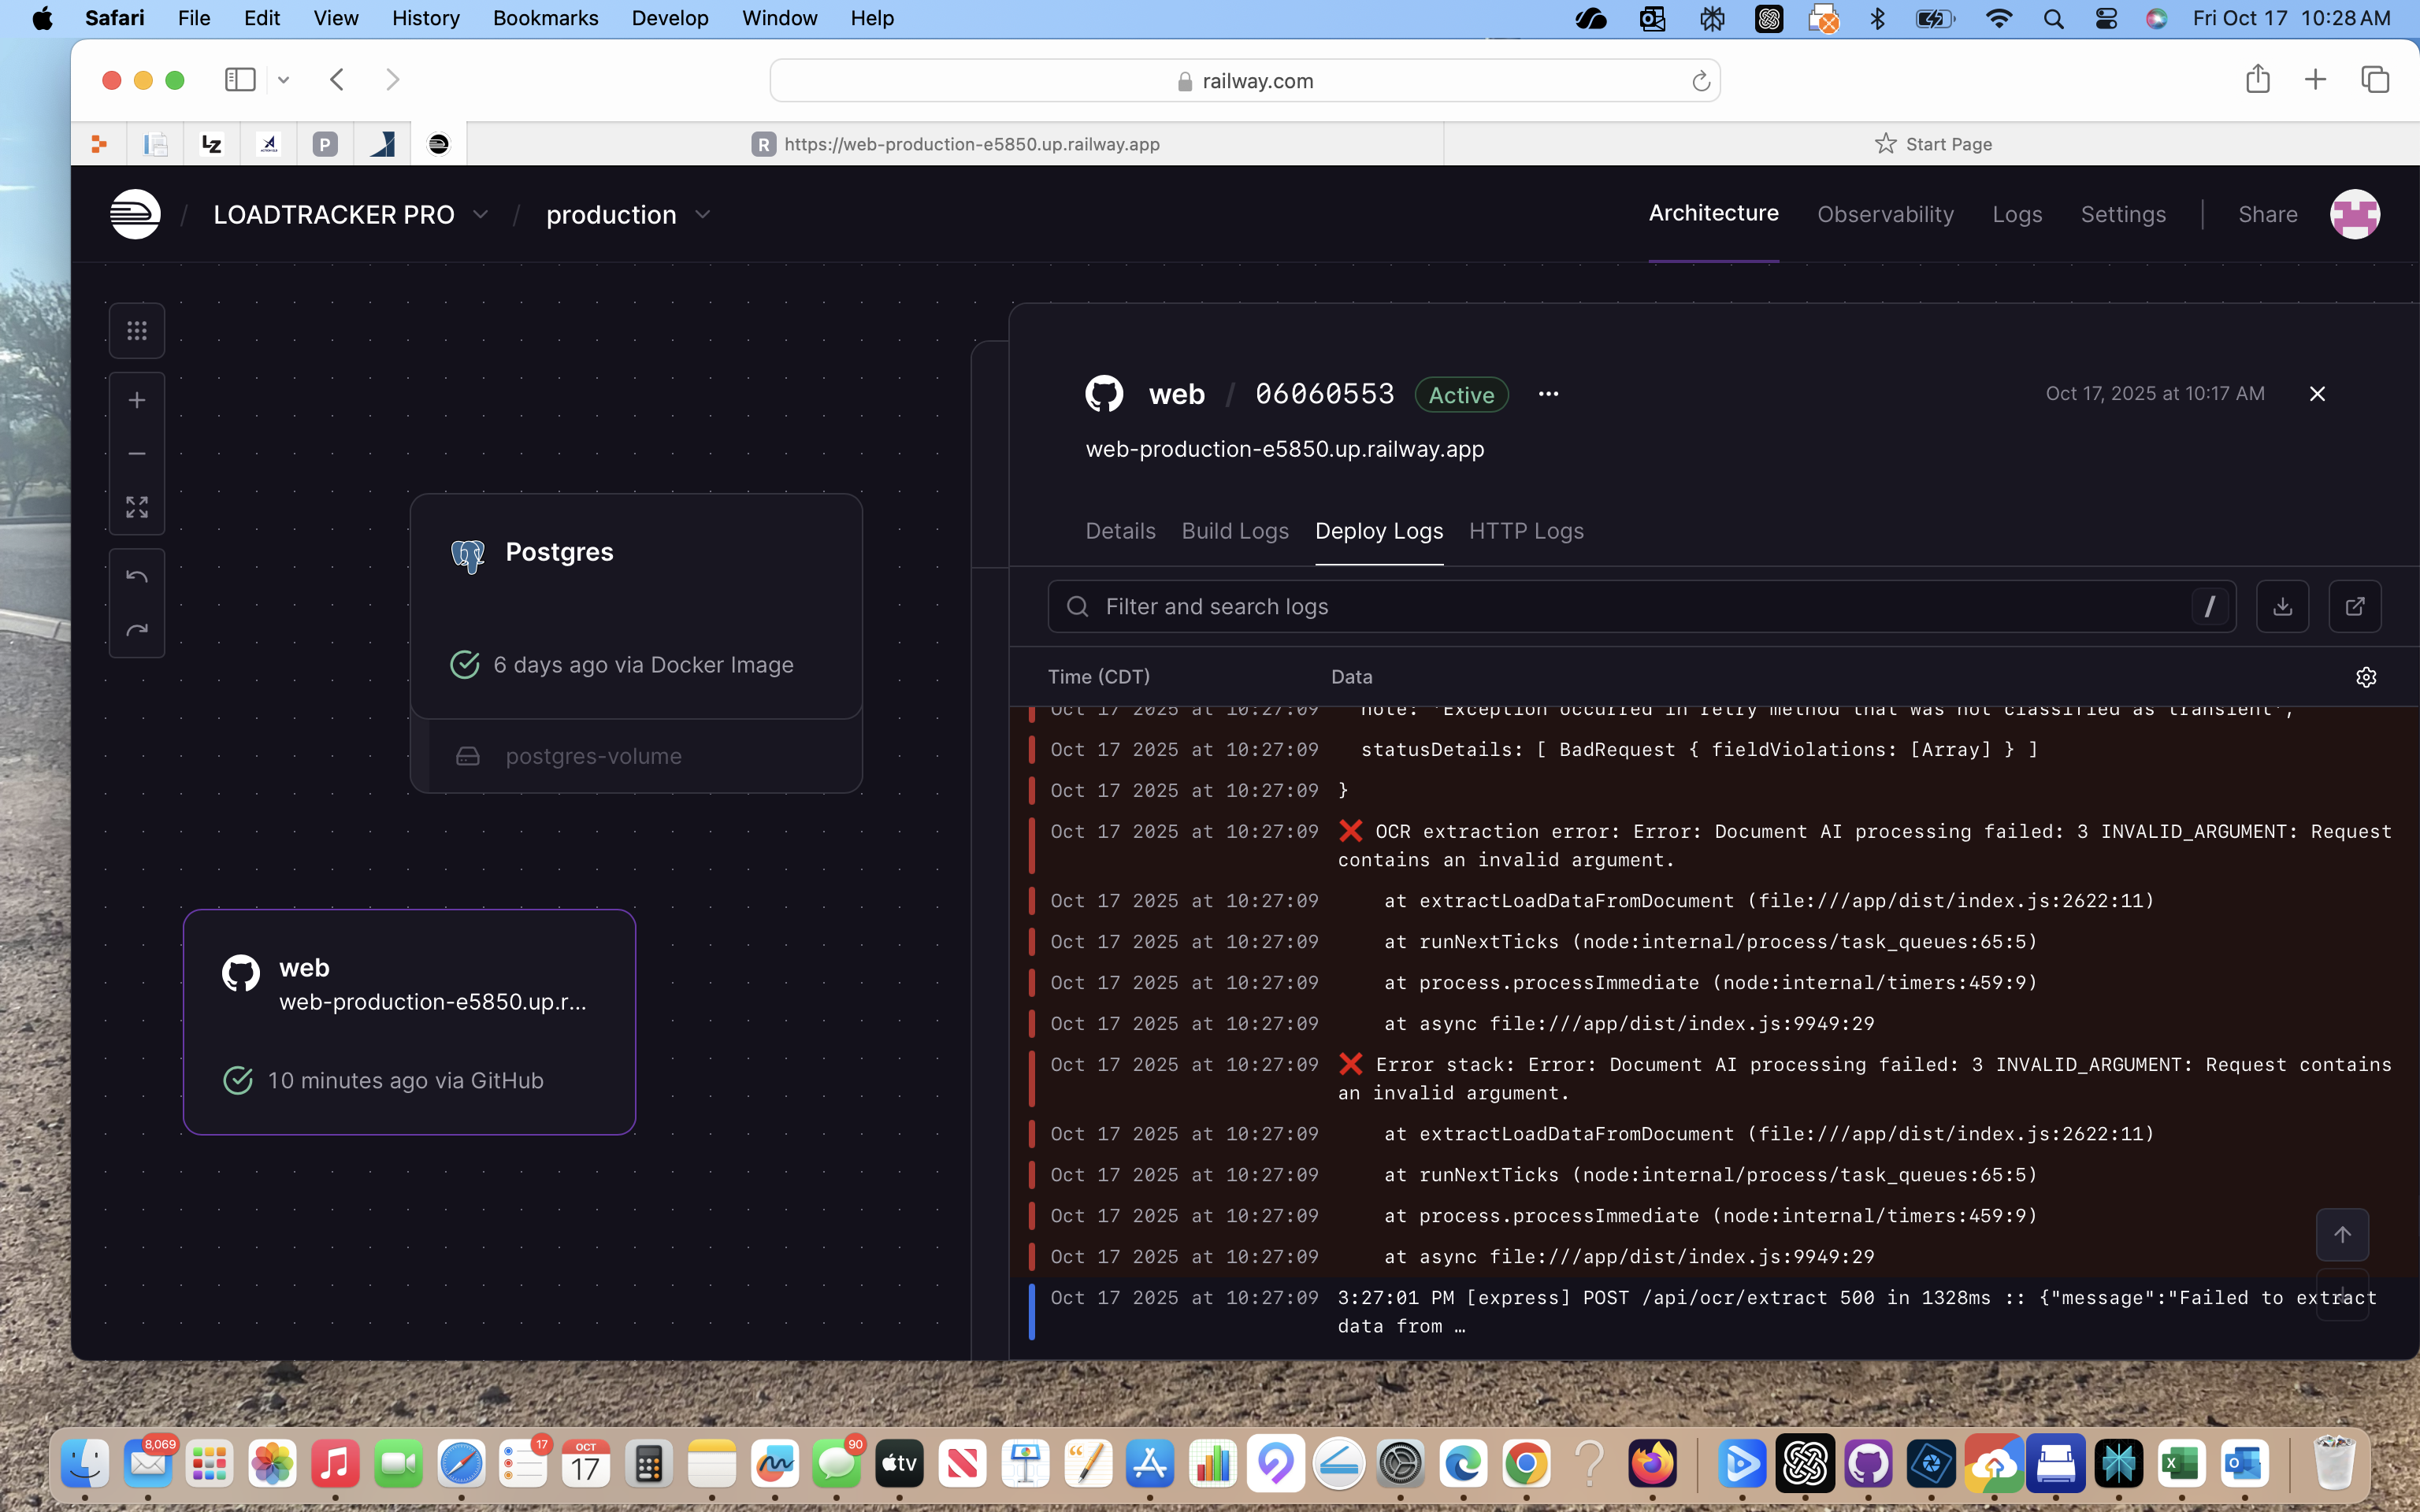 Safari File Edit View History Bookmarks Develop Window Help Fri Oct 17 10:28 AM
railway.com
LZ P R https://web-production-e5850.up.railway.app Start Page
/ LOADTRACKER PRO / production Architecture Observability Logs Settings | Share
web / 06060553 Active Oct 17, 2025 at 10:17 AM
web-production-e5850.up.railway.app
Details Build Logs Deploy Logs HTTP Logs
Filter and search logs /
Time (CDT) Data
Postgres
6 days ago via Docker Image
postgres-volume
web
web-production-e5850.up.r...
10 minutes ago via GitHub
Oct 17 2025 at 10:27:09 note: 'Exception occurred in retry method that was not classified as transient',
Oct 17 2025 at 10:27:09 statusDetails: [ BadRequest { fieldViolations: [Array] } ]
Oct 17 2025 at 10:27:09 }
Oct 17 2025 at 10:27:09 ❌ OCR extraction error: Error: Document AI processing failed: 3 INVALID_ARGUMENT: Request
contains an invalid argument.
Oct 17 2025 at 10:27:09 at extractLoadDataFromDocument (file:///app/dist/index.js:2622:11)
Oct 17 2025 at 10:27:09 at runNextTicks (node:internal/process/task_queues:65:5)
Oct 17 2025 at 10:27:09 at process.processImmediate (node:internal/timers:459:9)
Oct 17 2025 at 10:27:09 at async file:///app/dist/index.js:9949:29
Oct 17 2025 at 10:27:09 ❌ Error stack: Error: Document AI processing failed: 3 INVALID_ARGUMENT: Request contains
an invalid argument.
Oct 17 2025 at 10:27:09 at extractLoadDataFromDocument (file:///app/dist/index.js:2622:11)
Oct 17 2025 at 10:27:09 at runNextTicks (node:internal/process/task_queues:65:5)
Oct 17 2025 at 10:27:09 at process.processImmediate (node:internal/timers:459:9)
Oct 17 2025 at 10:27:09 at async file:///app/dist/index.js:9949:29
Oct 17 2025 at 10:27:09 3:27:01 PM [express] POST /api/ocr/extract 500 in 1328ms :: {"message":"Failed to extract
data from …
8,069 17 OCT 17 90 tv